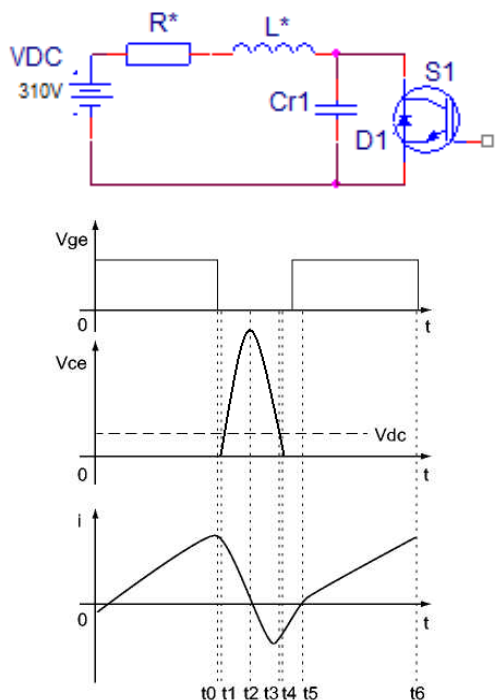 R* L*
VDC
310V
S1
Cr1
D1
Vge
0 t
Vce
Vdc
0 t
i
0 t
t0 t1 t2 t3 t4 t5 t6